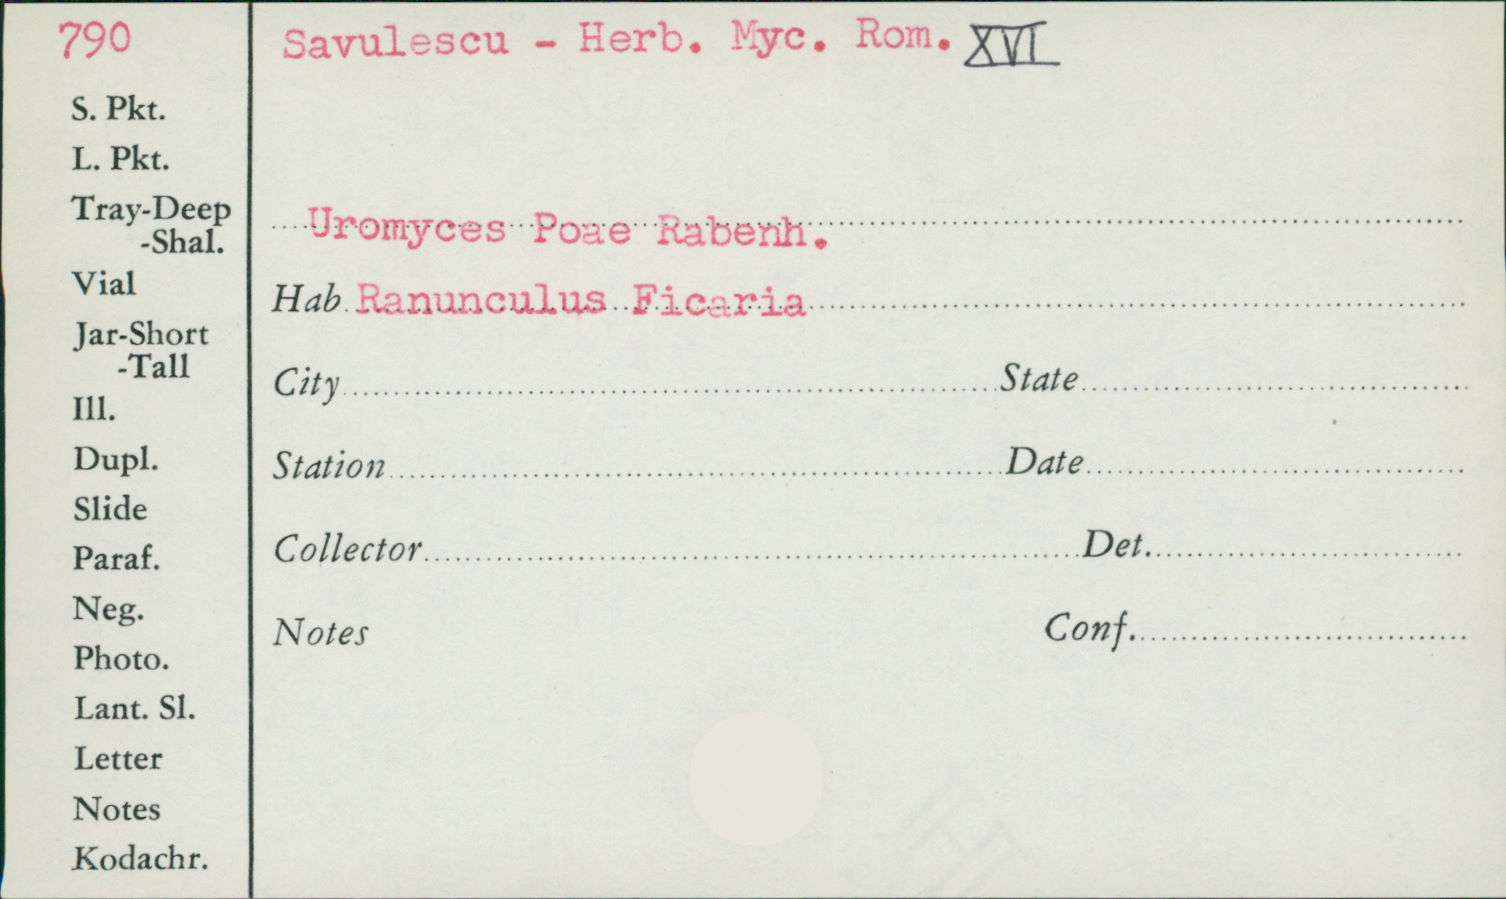 790
Savulescu - Herb. Myc. Rom. XVI
S. Pkt.
L. Pkt.
Tray-Deep
-Shal.
Vial
Jar-Short
-Tall
Ill.
Dupl.
Slide
Paraf.
Neg.
Photo.
Lant. Sl.
Letter
Notes
Kodachr.
Uromyces Poae Rabenh.
Hab. Ranunculus Ficaria
City State
Station Date
Collector Det.
Notes Conf.